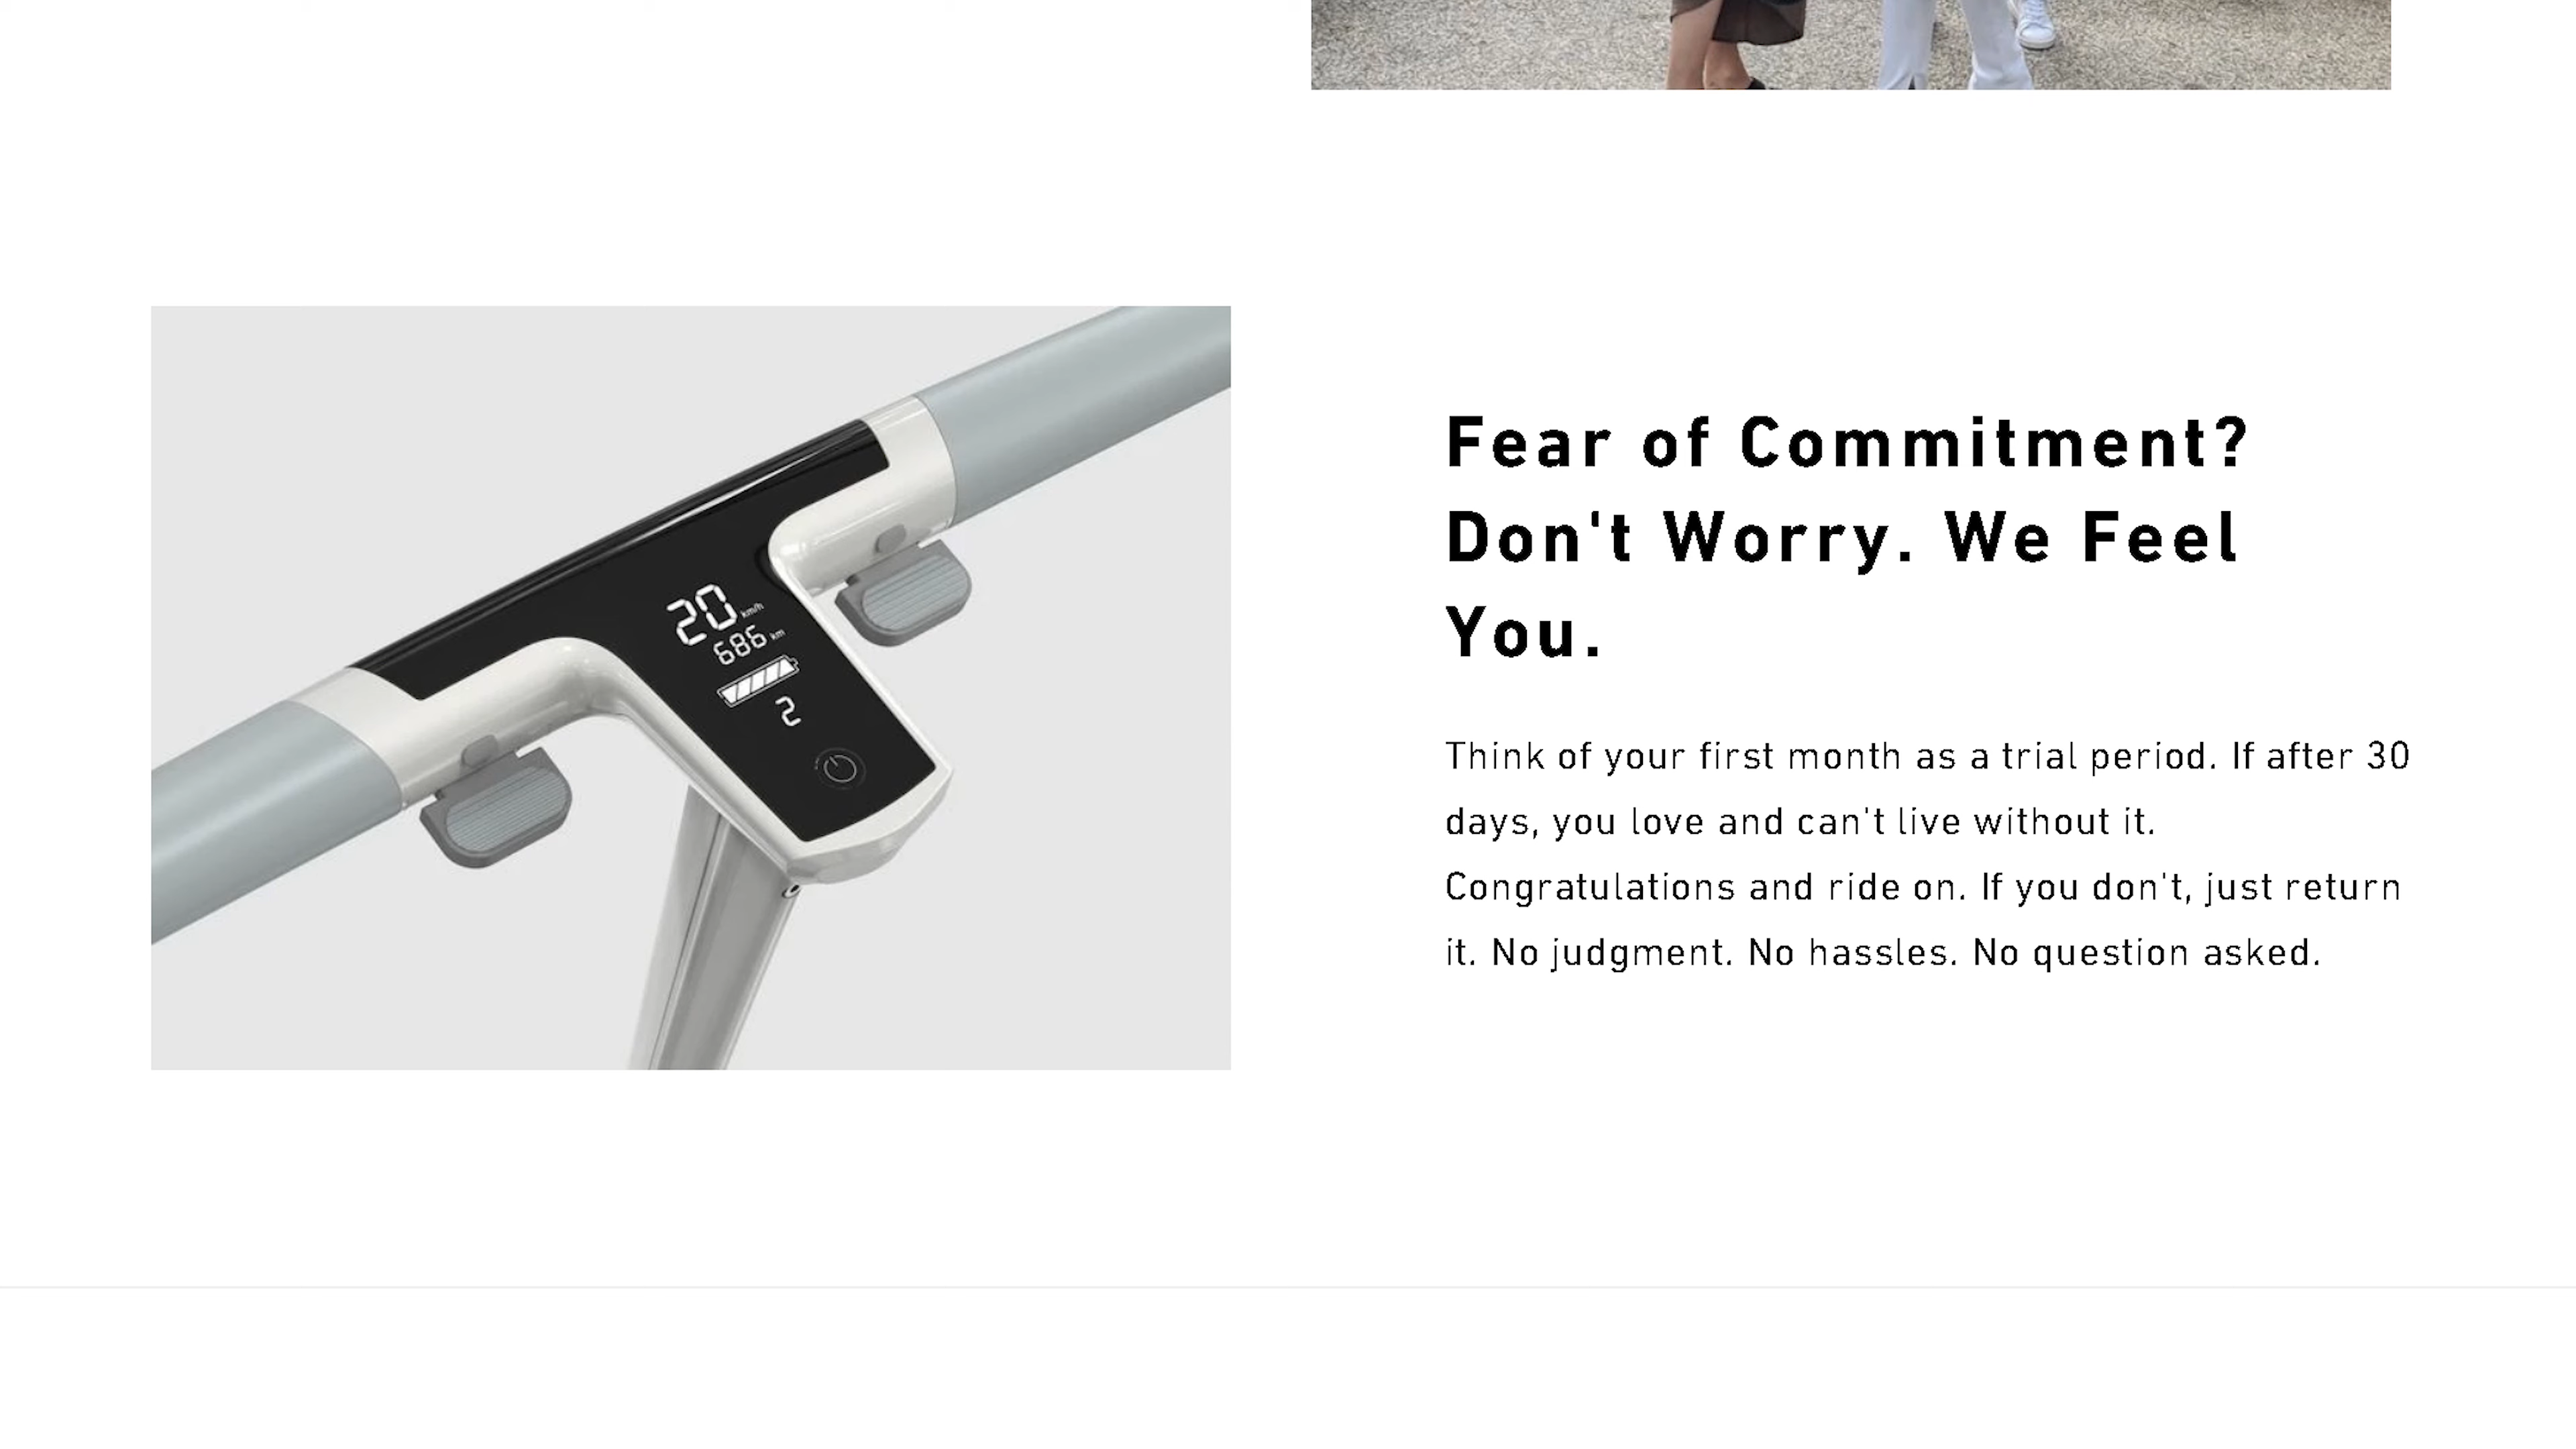 20 km/h
686 km
2
Fear of Commitment?
Don't Worry. We Feel
You.
Think of your first month as a trial period. If after 30
days, you love and can't live without it.
Congratulations and ride on. If you don't, just return
it. No judgment. No hassles. No question asked.